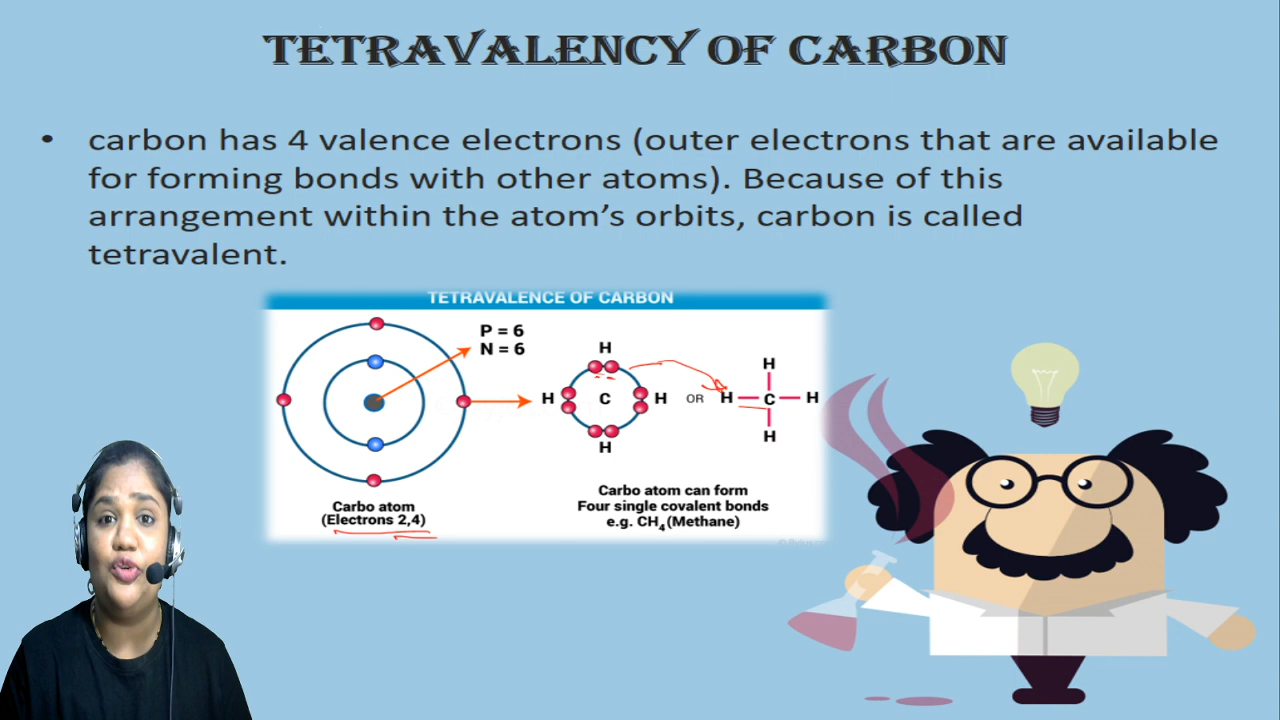 TETRAVALENCY OF CARBON
• carbon has 4 valence electrons (outer electrons that are available
for forming bonds with other atoms). Because of this
arrangement within the atom's orbits, carbon is called
tetravalent.
TETRAVALENCE OF CARBON
P = 6
N = 6
H
H C H
H
OR
H
H C H
H
Carbo atom
(Electrons 2,4)
Carbo atom can form
Four single covalent bonds
e.g. CH₄ (Methane)